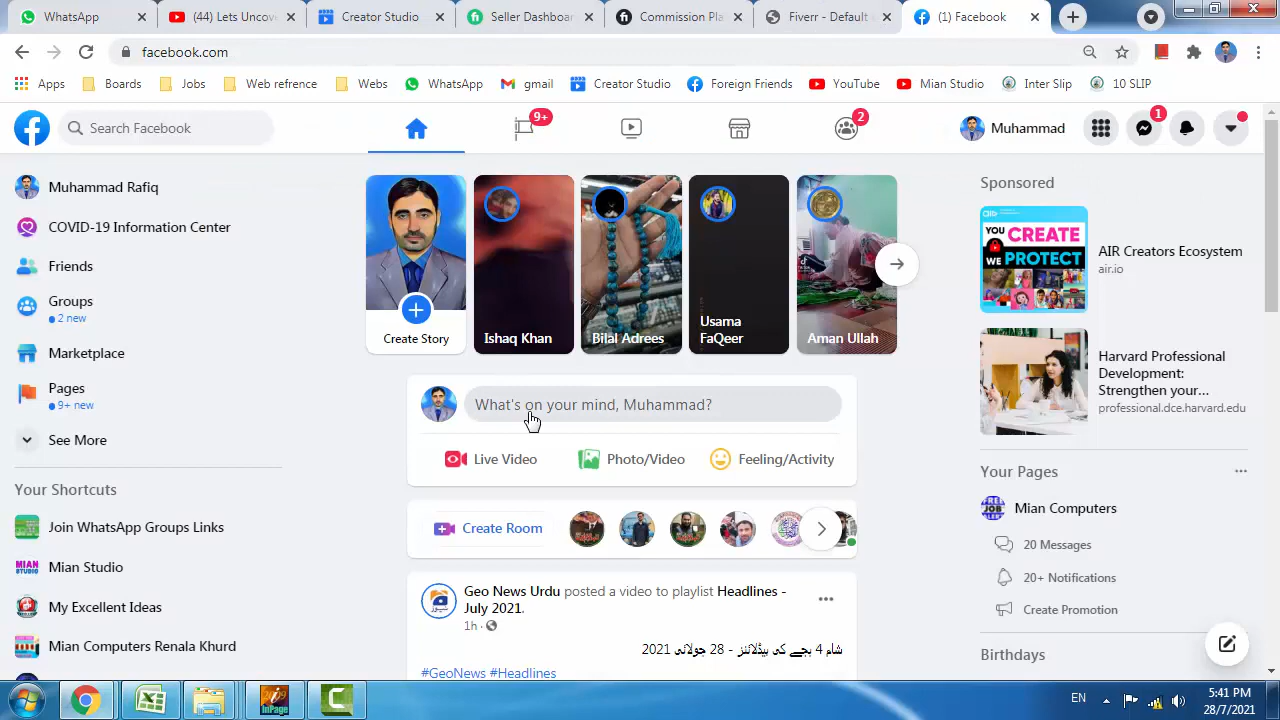 WhatsApp
(44) Lets Uncov
Creator Studio
Seller Dashboar
Commission Pl
Fiverr - Default
(1) Facebook
facebook.com
Apps
Boards
Job
Web refrence
Webs
WhatsApp
gmail
Creator Studio
Foreign Friends
YouTube
Mian Studio
Inter Slip
10 SLIP
Search Facebook
9+
2
Muhammad
1
Muhammad Rafiq
COVID-19 Information Center
Friends
Groups
2 new
Marketplace
Pages
9+ new
See More
Your Shortcuts
Join WhatsApp Groups Links
Mian Studio
My Excellent Ideas
Mian Computers Renala Khurd
Create Story
Ishaq Khan
Bilal Adrees
Usama
FaQeer
Aman Ullah
What's on your mind, Muhammad?
Live Video
Photo/Video
Feeling/Activity
Create Room
Geo News Urdu posted a video to playlist Headlines -
July 2021.
1h
شام 4 بجے کی ہیڈلائنز - 28 جولائی 2021
#GeoNews #Headlines
Sponsored
YOU
CREATE
WE PROTECT
AIR Creators Ecosystem
air.io
Harvard Professional
Development:
Strengthen your...
professional.dce.harvard.edu
Your Pages
Mian Computers
20 Messages
20+ Notifications
Create Promotion
Birthdays
InPage
EN
5:41 PM
28/7/2021